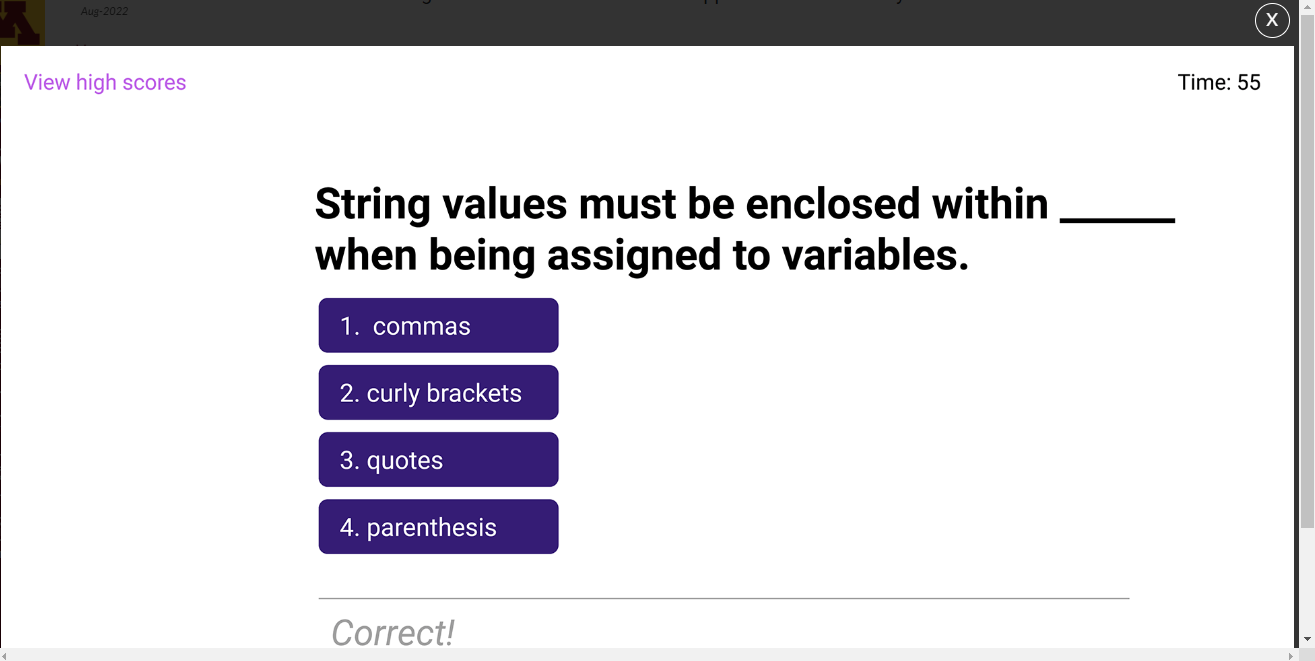 Aug-2022
X
View high scores
Time: 55
String values must be enclosed within ______
when being assigned to variables.
1. commas
2. curly brackets
3. quotes
4. parenthesis
Correct!